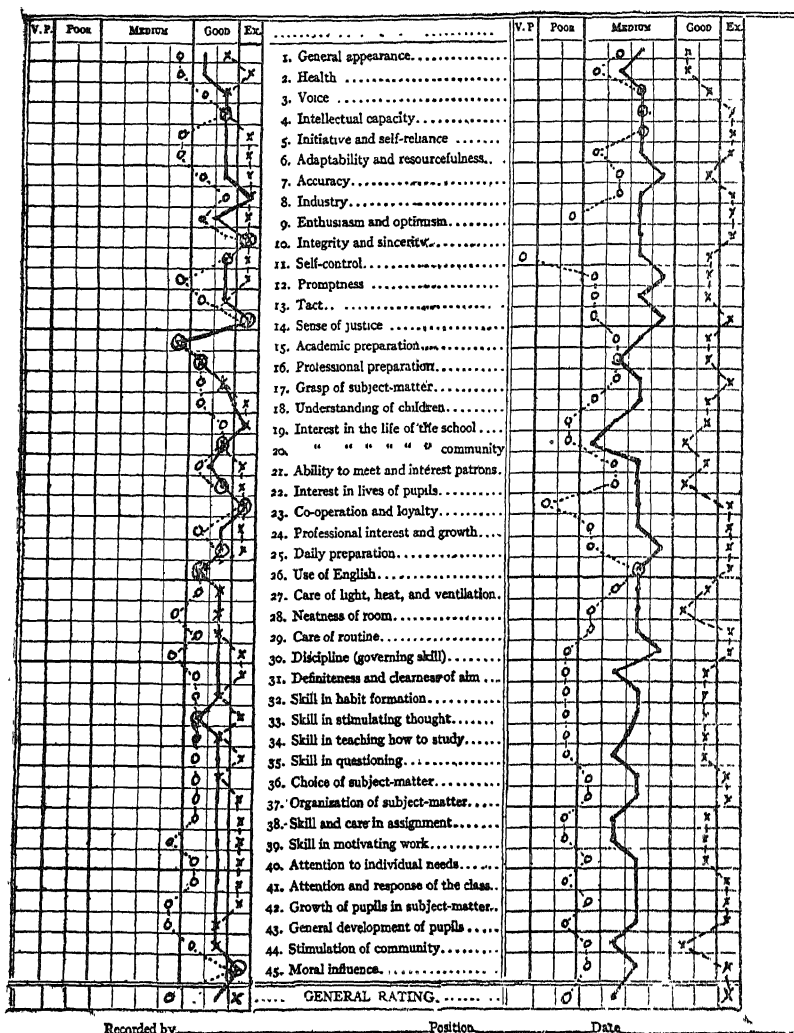 V. P. POOR MEDIUM GOOD EX. V. P POOR MEDIUM GOOD EX.
1. General appearance
2. Health
3. Voice
4. Intellectual capacity
5. Initiative and self-reliance
6. Adaptability and resourcefulness
7. Accuracy
8. Industry
9. Enthusiasm and optimism
10. Integrity and sincerity
11. Self-control
12. Promptness
13. Tact
14. Sense of justice
15. Academic preparation
16. Professional preparation
17. Grasp of subject-matter
18. Understanding of children
19. Interest in the life of the school
20. " " " " " " community
21. Ability to meet and interest patrons.
22. Interest in lives of pupils
23. Co-operation and loyalty
24. Professional interest and growth
25. Daily preparation
26. Use of English
27. Care of light, heat, and ventilation.
28. Neatness of room
29. Care of routine
30. Discipline (governing skill)
31. Definiteness and clearness of aim
32. Skill in habit formation
33. Skill in stimulating thought
34. Skill in teaching how to study
35. Skill in questioning
36. Choice of subject-matter
37. Organization of subject-matter
38. Skill and care in assignment
39. Skill in motivating work
40. Attention to individual needs
41. Attention and response of the class
42. Growth of pupils in subject-matter
43. General development of pupils
44. Stimulation of community
45. Moral influence
GENERAL RATING
Recorded by Position Date